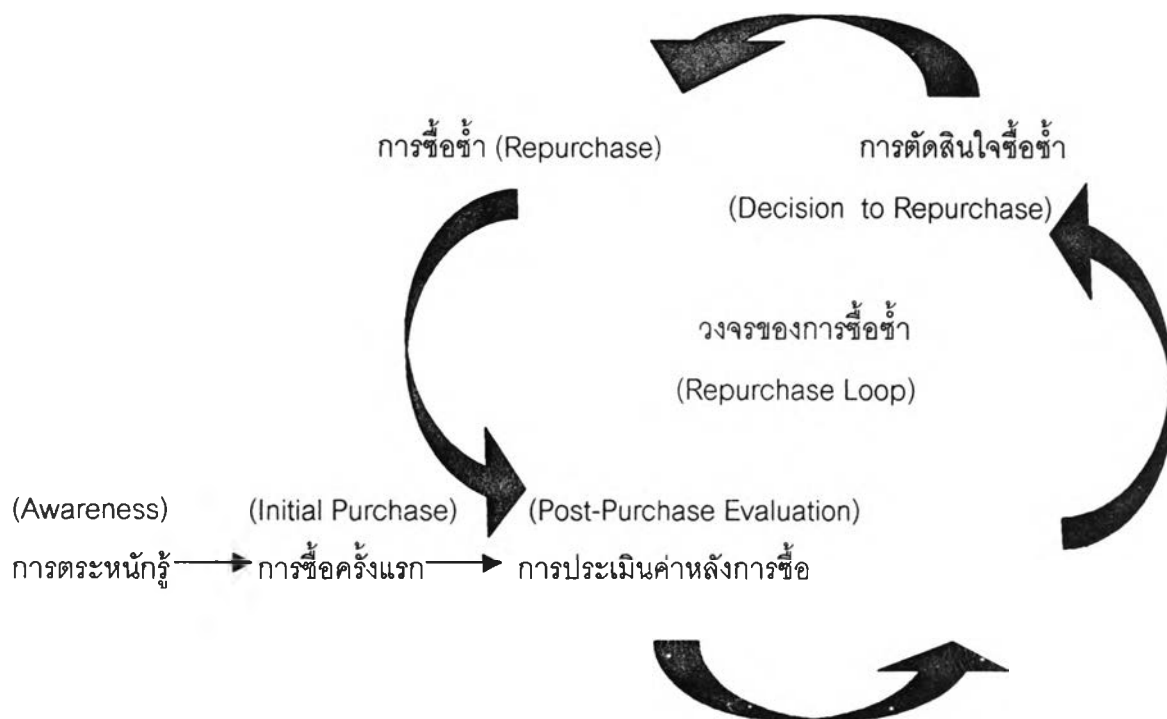 การซื้อซ้ำ (Repurchase)
การตัดสินใจซื้อซ้ำ
(Decision to Repurchase)
วงจรของการซื้อซ้ำ
(Repurchase Loop)
(Awareness) (Initial Purchase) (Post-Purchase Evaluation)
การตระหนักรู้ การซื้อครั้งแรก การประเมินค่าหลังการซื้อ